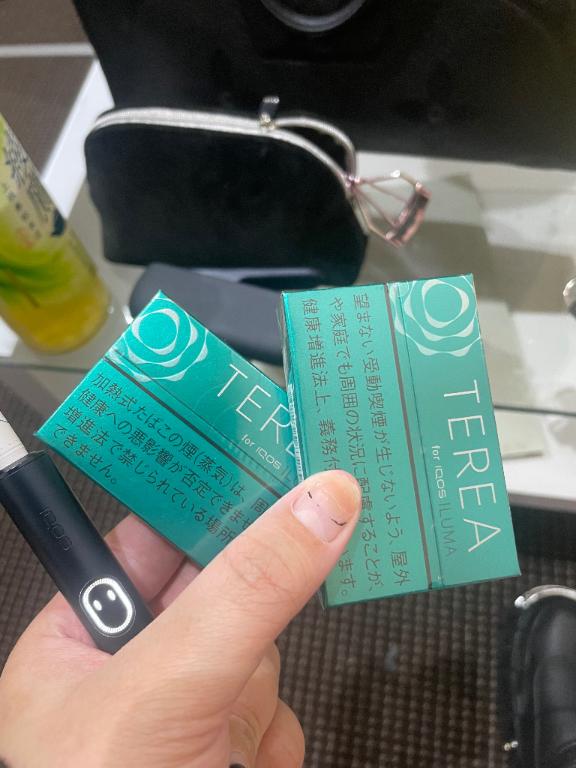 TEREA
for IQOS ILUMA
望まない受動喫煙が生じないよう、屋外
や家庭でも周囲の状況に配慮することが、
健康増進法上、義務付
ます。
TERE
for IQOS
加熱式たばこの煙(蒸気)は、周
健康への悪影響が否定できませ
増進法で禁じられている場所
できません。
IQOS